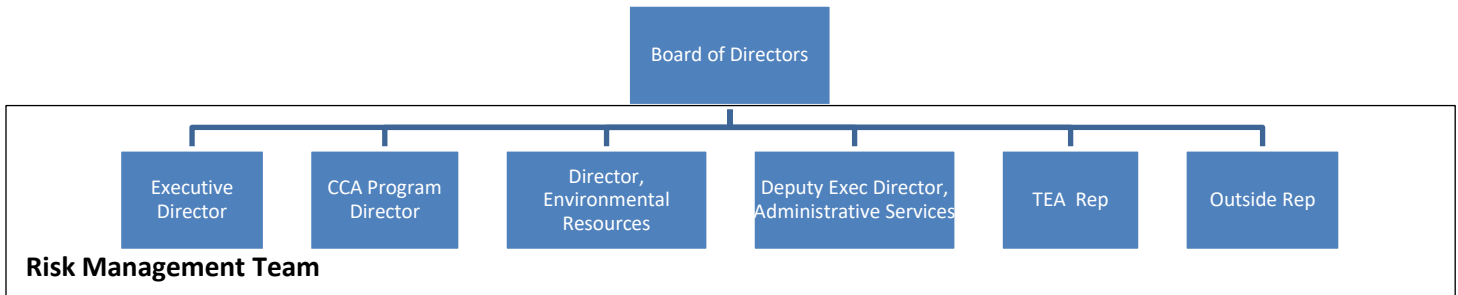 Board of Directors
Executive
Director
CCA Program
Director
Director,
Environmental
Resources
Deputy Exec Director,
Administrative Services
TEA Rep
Outside Rep
Risk Management Team